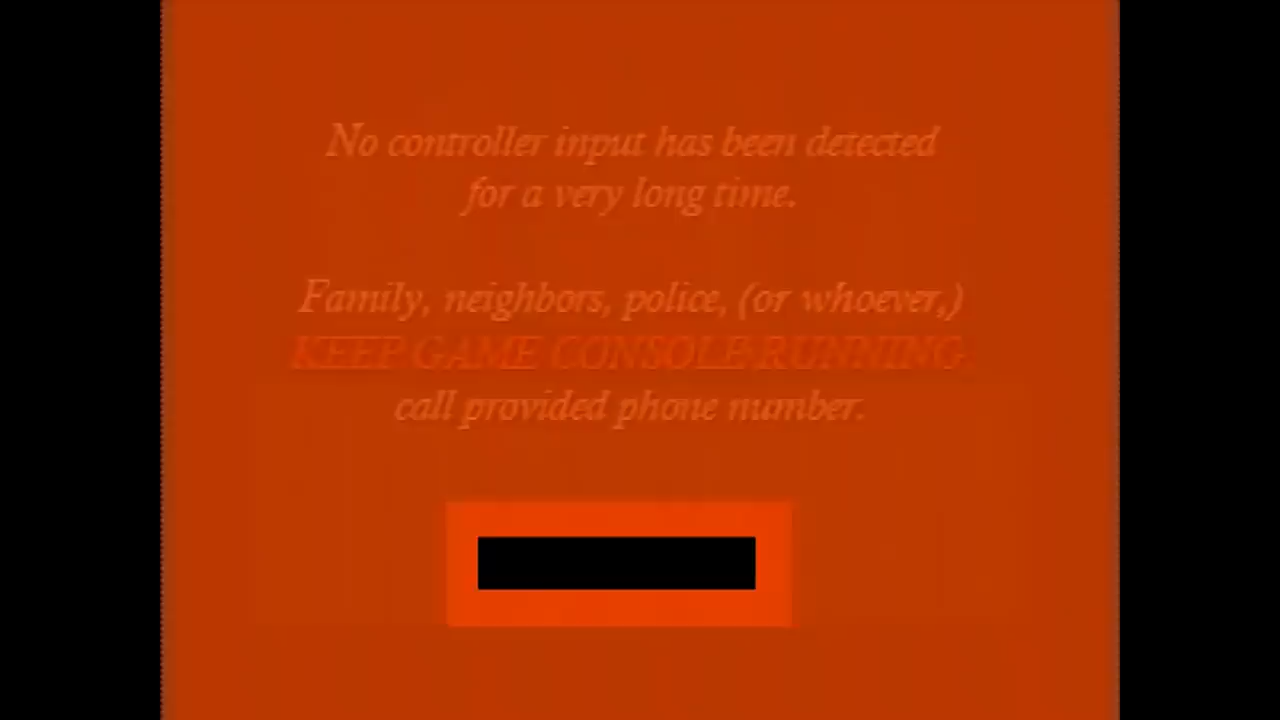 No controller input has been detected
for a very long time.
Family, neighbors, police, (or whoever,)
KEEP GAME CONSOLE RUNNING.
call provided phone number.